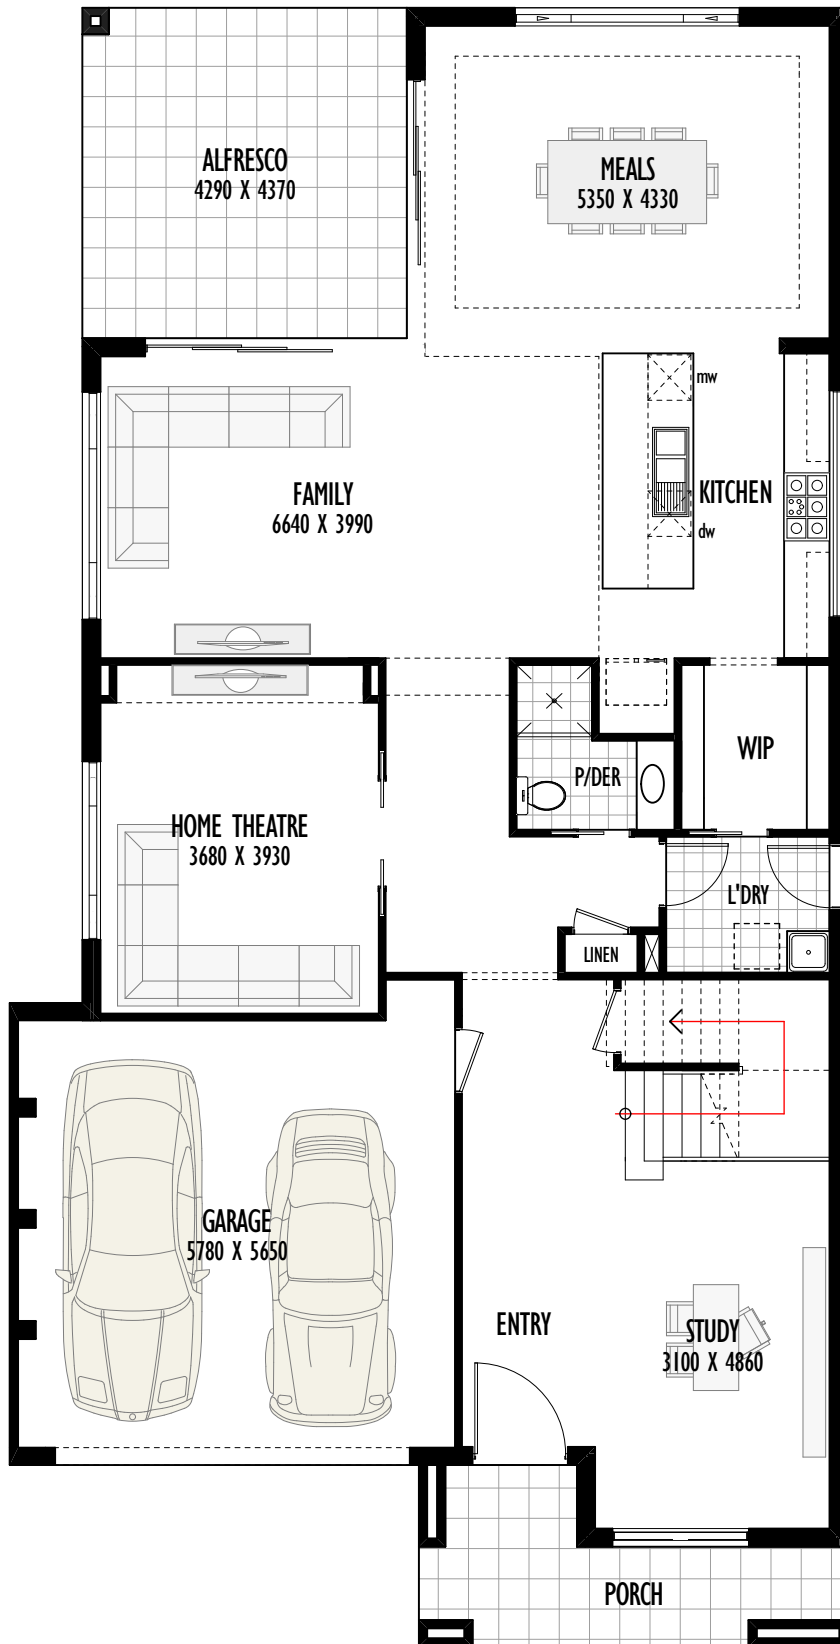 ALFRESCO
4290 X 4370
MEALS
5350 X 4330
mw
FAMILY
6640 X 3990
KITCHEN
dw
WIP
P/DER
HOME THEATRE
3680 X 3930
L'DRY
LINEN
GARAGE
5780 X 5650
ENTRY
STUDY
3100 X 4860
PORCH